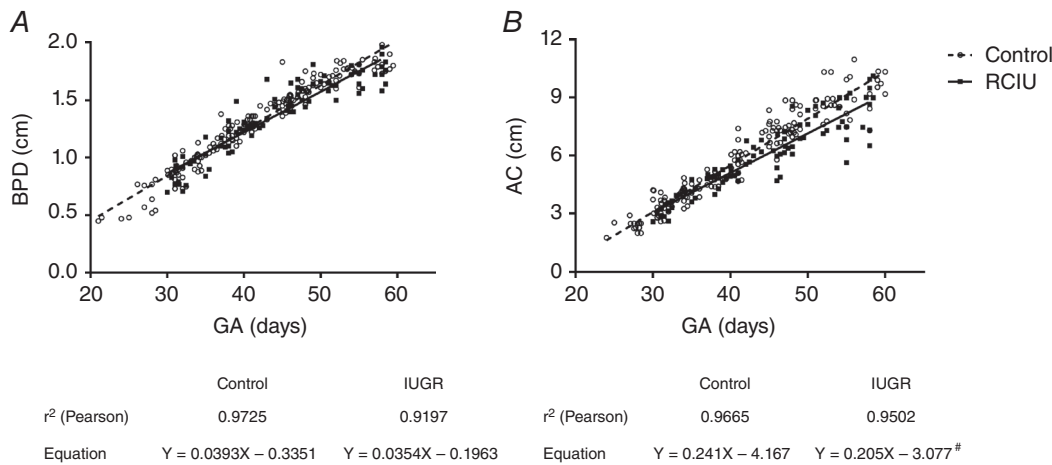 A
BPD (cm)
2.0
1.5
1.0
0.5
0.0
20 30 40 50 60
GA (days)
B
AC (cm)
12
9
6
3
0
20 30 40 50 60
GA (days)
Control
RCIU
Control IUGR
r² (Pearson) 0.9725 0.9197
Equation Y = 0.0393X – 0.3351 Y = 0.0354X – 0.1963
Control IUGR
r² (Pearson) 0.9665 0.9502
Equation Y = 0.241X – 4.167 Y = 0.205X – 3.077 #